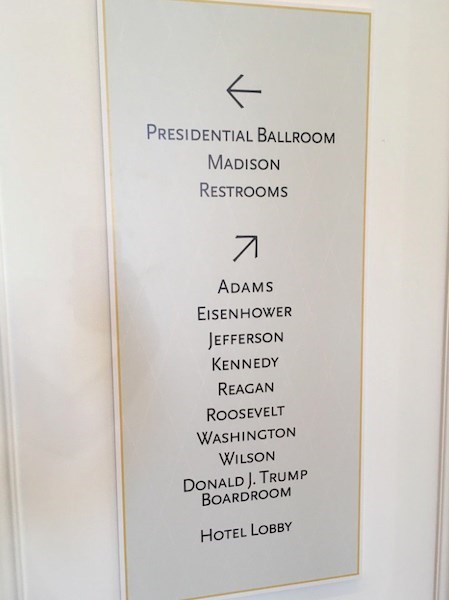 PRESIDENTIAL BALLROOM
MADISON
RESTROOMS
ADAMS
EISENHOWER
JEFFERSON
KENNEDY
REAGAN
ROOSEVELT
WASHINGTON
WILSON
DONALD J. TRUMP
BOARDROOM
HOTEL LOBBY